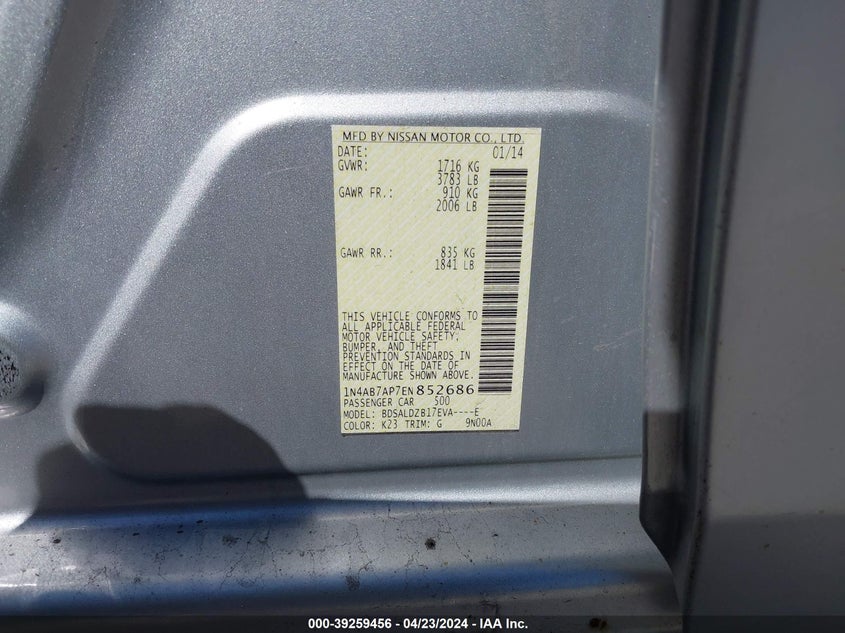 MFD BY NISSAN MOTOR CO., LTD.
DATE: 01/14
GVWR: 1716 KG
3783 LB
GAWR FR.: 910 KG
2006 LB
GAWR RR.: 835 KG
1841 LB
THIS VEHICLE CONFORMS TO
ALL APPLICABLE FEDERAL
MOTOR VEHICLE SAFETY,
BUMPER, AND THEFT
PREVENTION STANDARDS IN
EFFECT ON THE DATE OF
MANUFACTURE SHOWN ABOVE.
1N4AB7AP7EN852686
PASSENGER CAR 500
MODEL: BDSALDZB17EVA----E
COLOR: K23 TRIM: G 9N00A
000-39259456 - 04/23/2024 - IAA Inc.